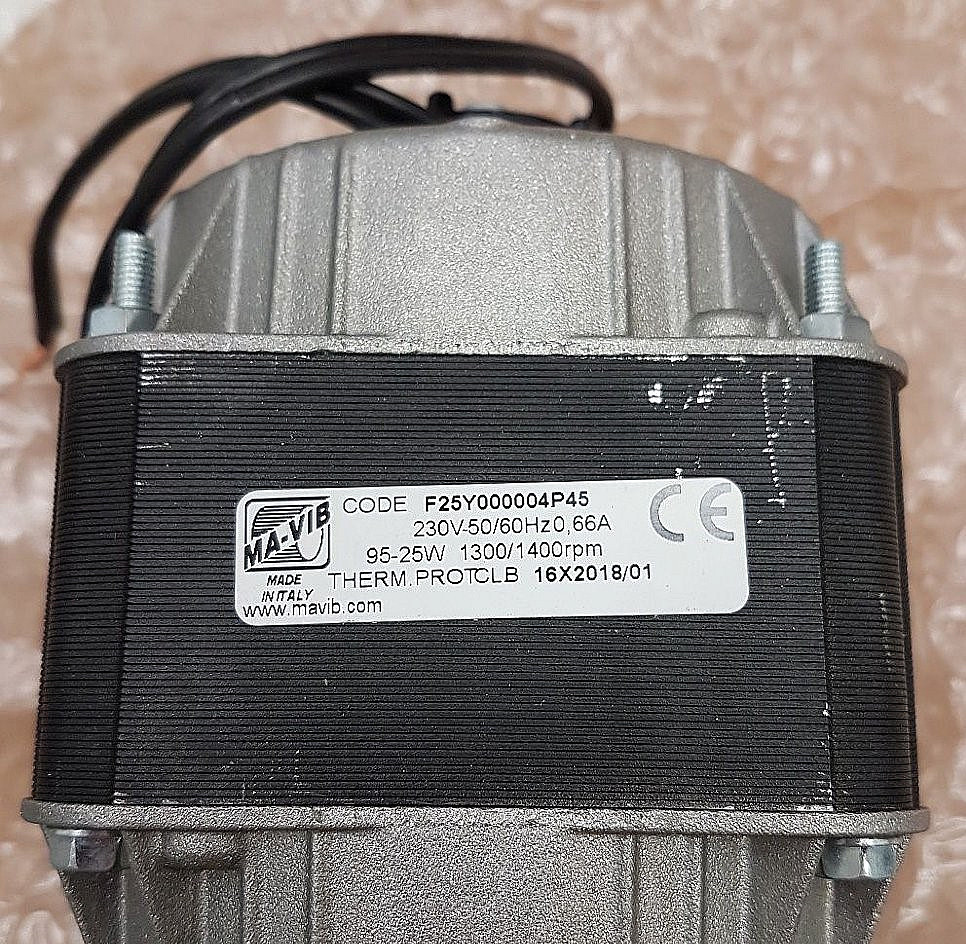 MA-VIB
CODE F25Y000004P45
230V-50/60Hz 0,66A
95-25W 1300/1400rpm
MADE IN ITALY
THERM.PROTCLB 16X2018/01
www.mavib.com
CE